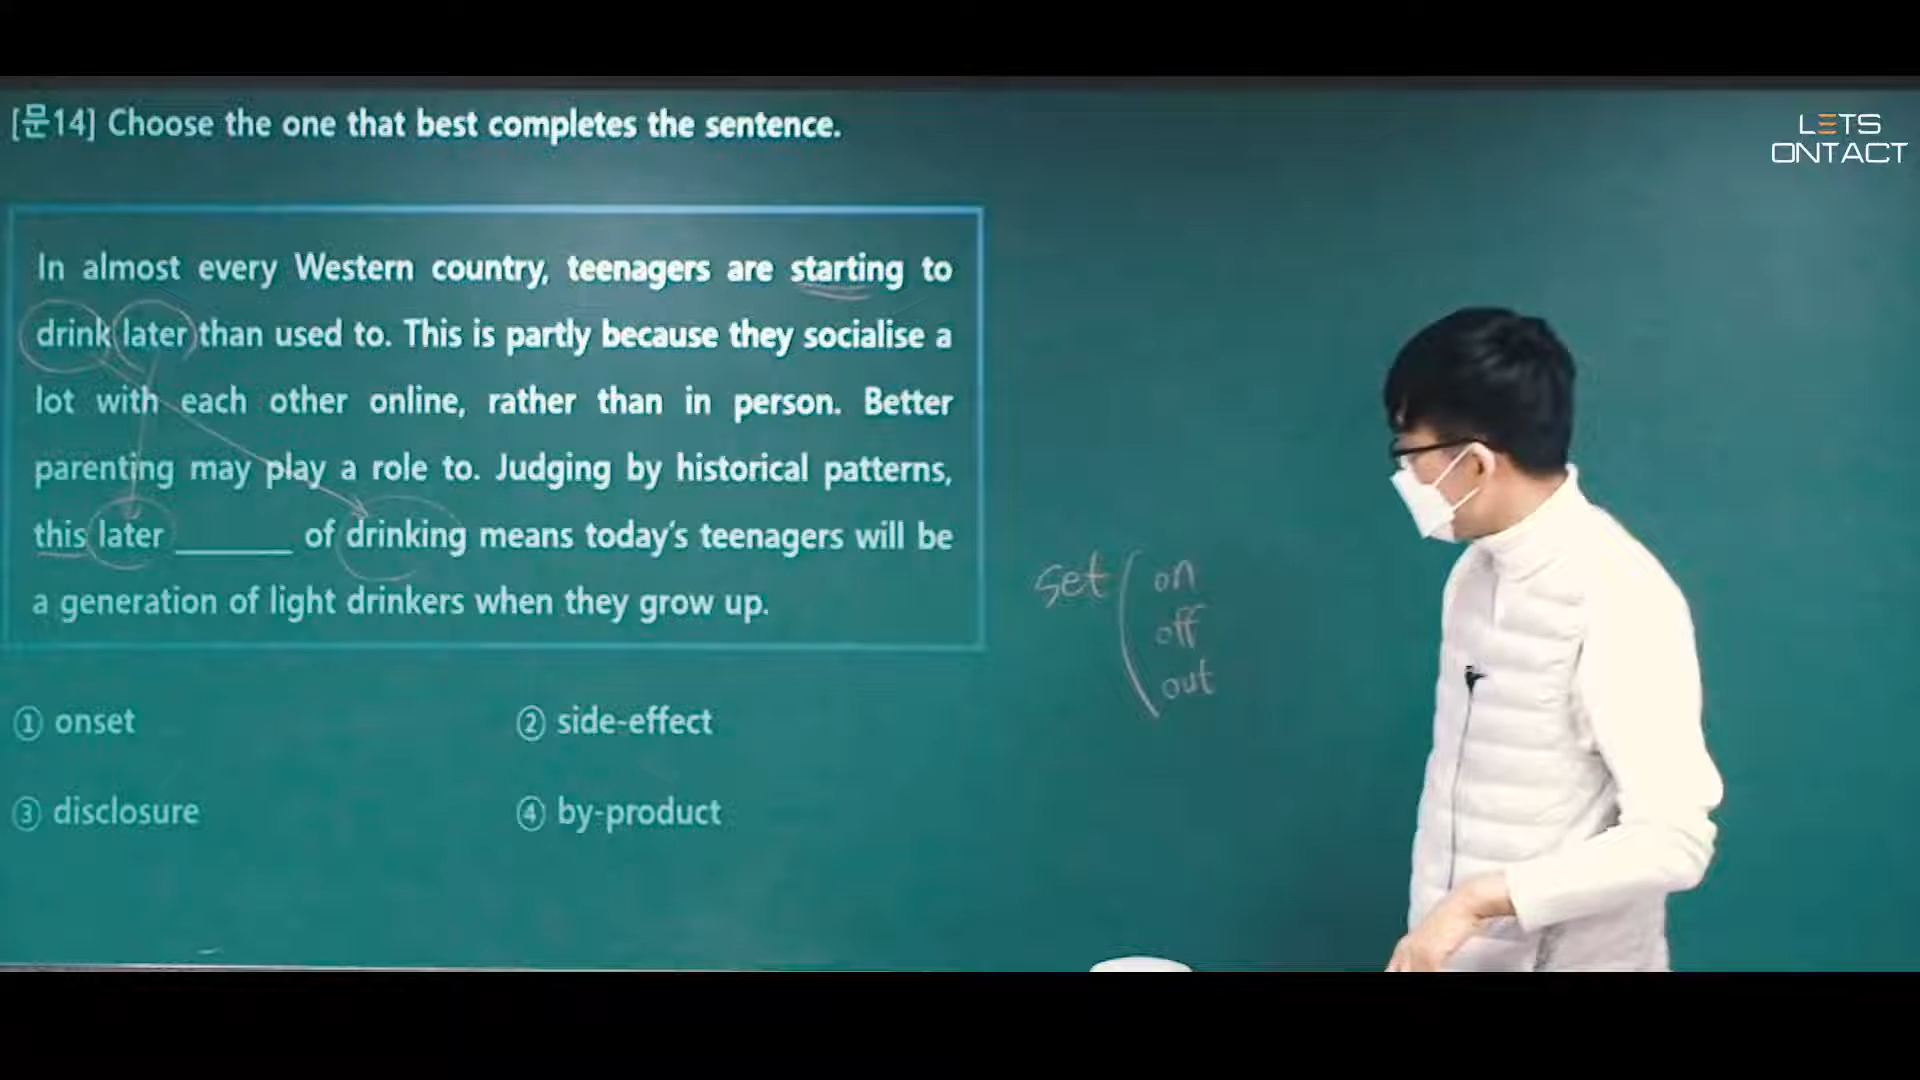 [문14] Choose the one that best completes the sentence.
LETS
ONTACT
In almost every Western country, teenagers are starting to
drink later than used to. This is partly because they socialise a
lot with each other online, rather than in person. Better
parenting may play a role to. Judging by historical patterns,
this later ______ of drinking means today's teenagers will be
a generation of light drinkers when they grow up.
set ( on
off
out
① onset
② side-effect
③ disclosure
④ by-product